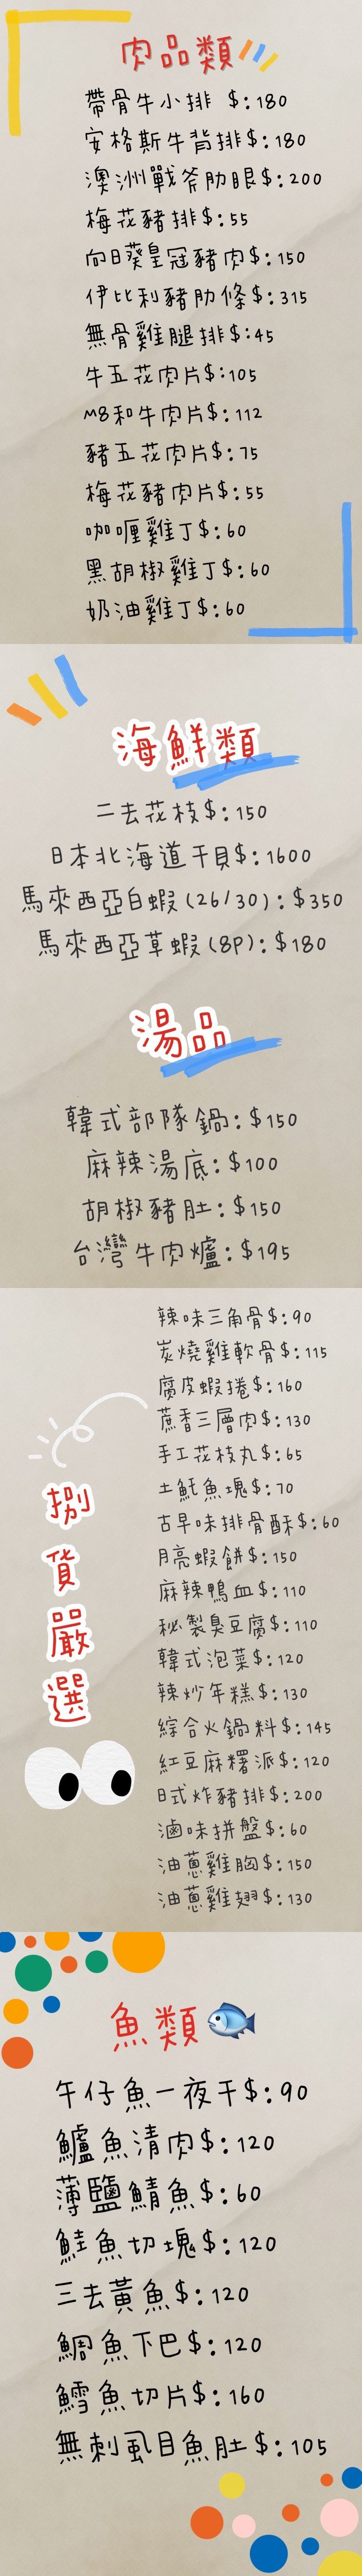 肉品類
帶骨牛小排 $:180
安格斯牛背排$:180
澳洲戰斧肋眼$:200
梅花豬排$:55
向日葵皇冠豬肉$:150
伊比利豬肋條$:315
無骨雞腿排$:45
牛五花肉片$:105
M8和牛肉片$:112
豬五花肉片$:75
梅花豬肉片$:55
咖喱雞丁$:60
黑胡椒雞丁$:60
奶油雞丁$:60
海鮮類
二去花枝$:150
日本北海道干貝$:1600
馬來西亞白蝦(26/30):$350
馬來西亞草蝦(8P):$180
湯品
韓式部隊鍋:$150
麻辣湯底:$100
胡椒豬肚:$150
台灣牛肉爐:$195
捌貨嚴選
辣味三角骨$:90
炭燒雞軟骨$:115
腐皮蝦捲$:160
蔗香三層肉$:130
手工花枝丸$:65
土魠魚塊$:70
古早味排骨酥$:60
月亮蝦餅$:150
麻辣鴨血$:110
秘製臭豆腐$:110
韓式泡菜$:120
辣炒年糕$:130
綜合火鍋料$:145
紅豆麻糬派$:120
日式炸豬排$:200
滷味拼盤$:60
油蔥雞胸$:150
油蔥雞翅$:130
魚類
午仔魚一夜干$:90
鱸魚清肉$:120
薄鹽鯖魚$:60
鮭魚切塊$:120
三去黃魚$:120
鯛魚下巴$:120
鱈魚切片$:160
無刺虱目魚肚$:105